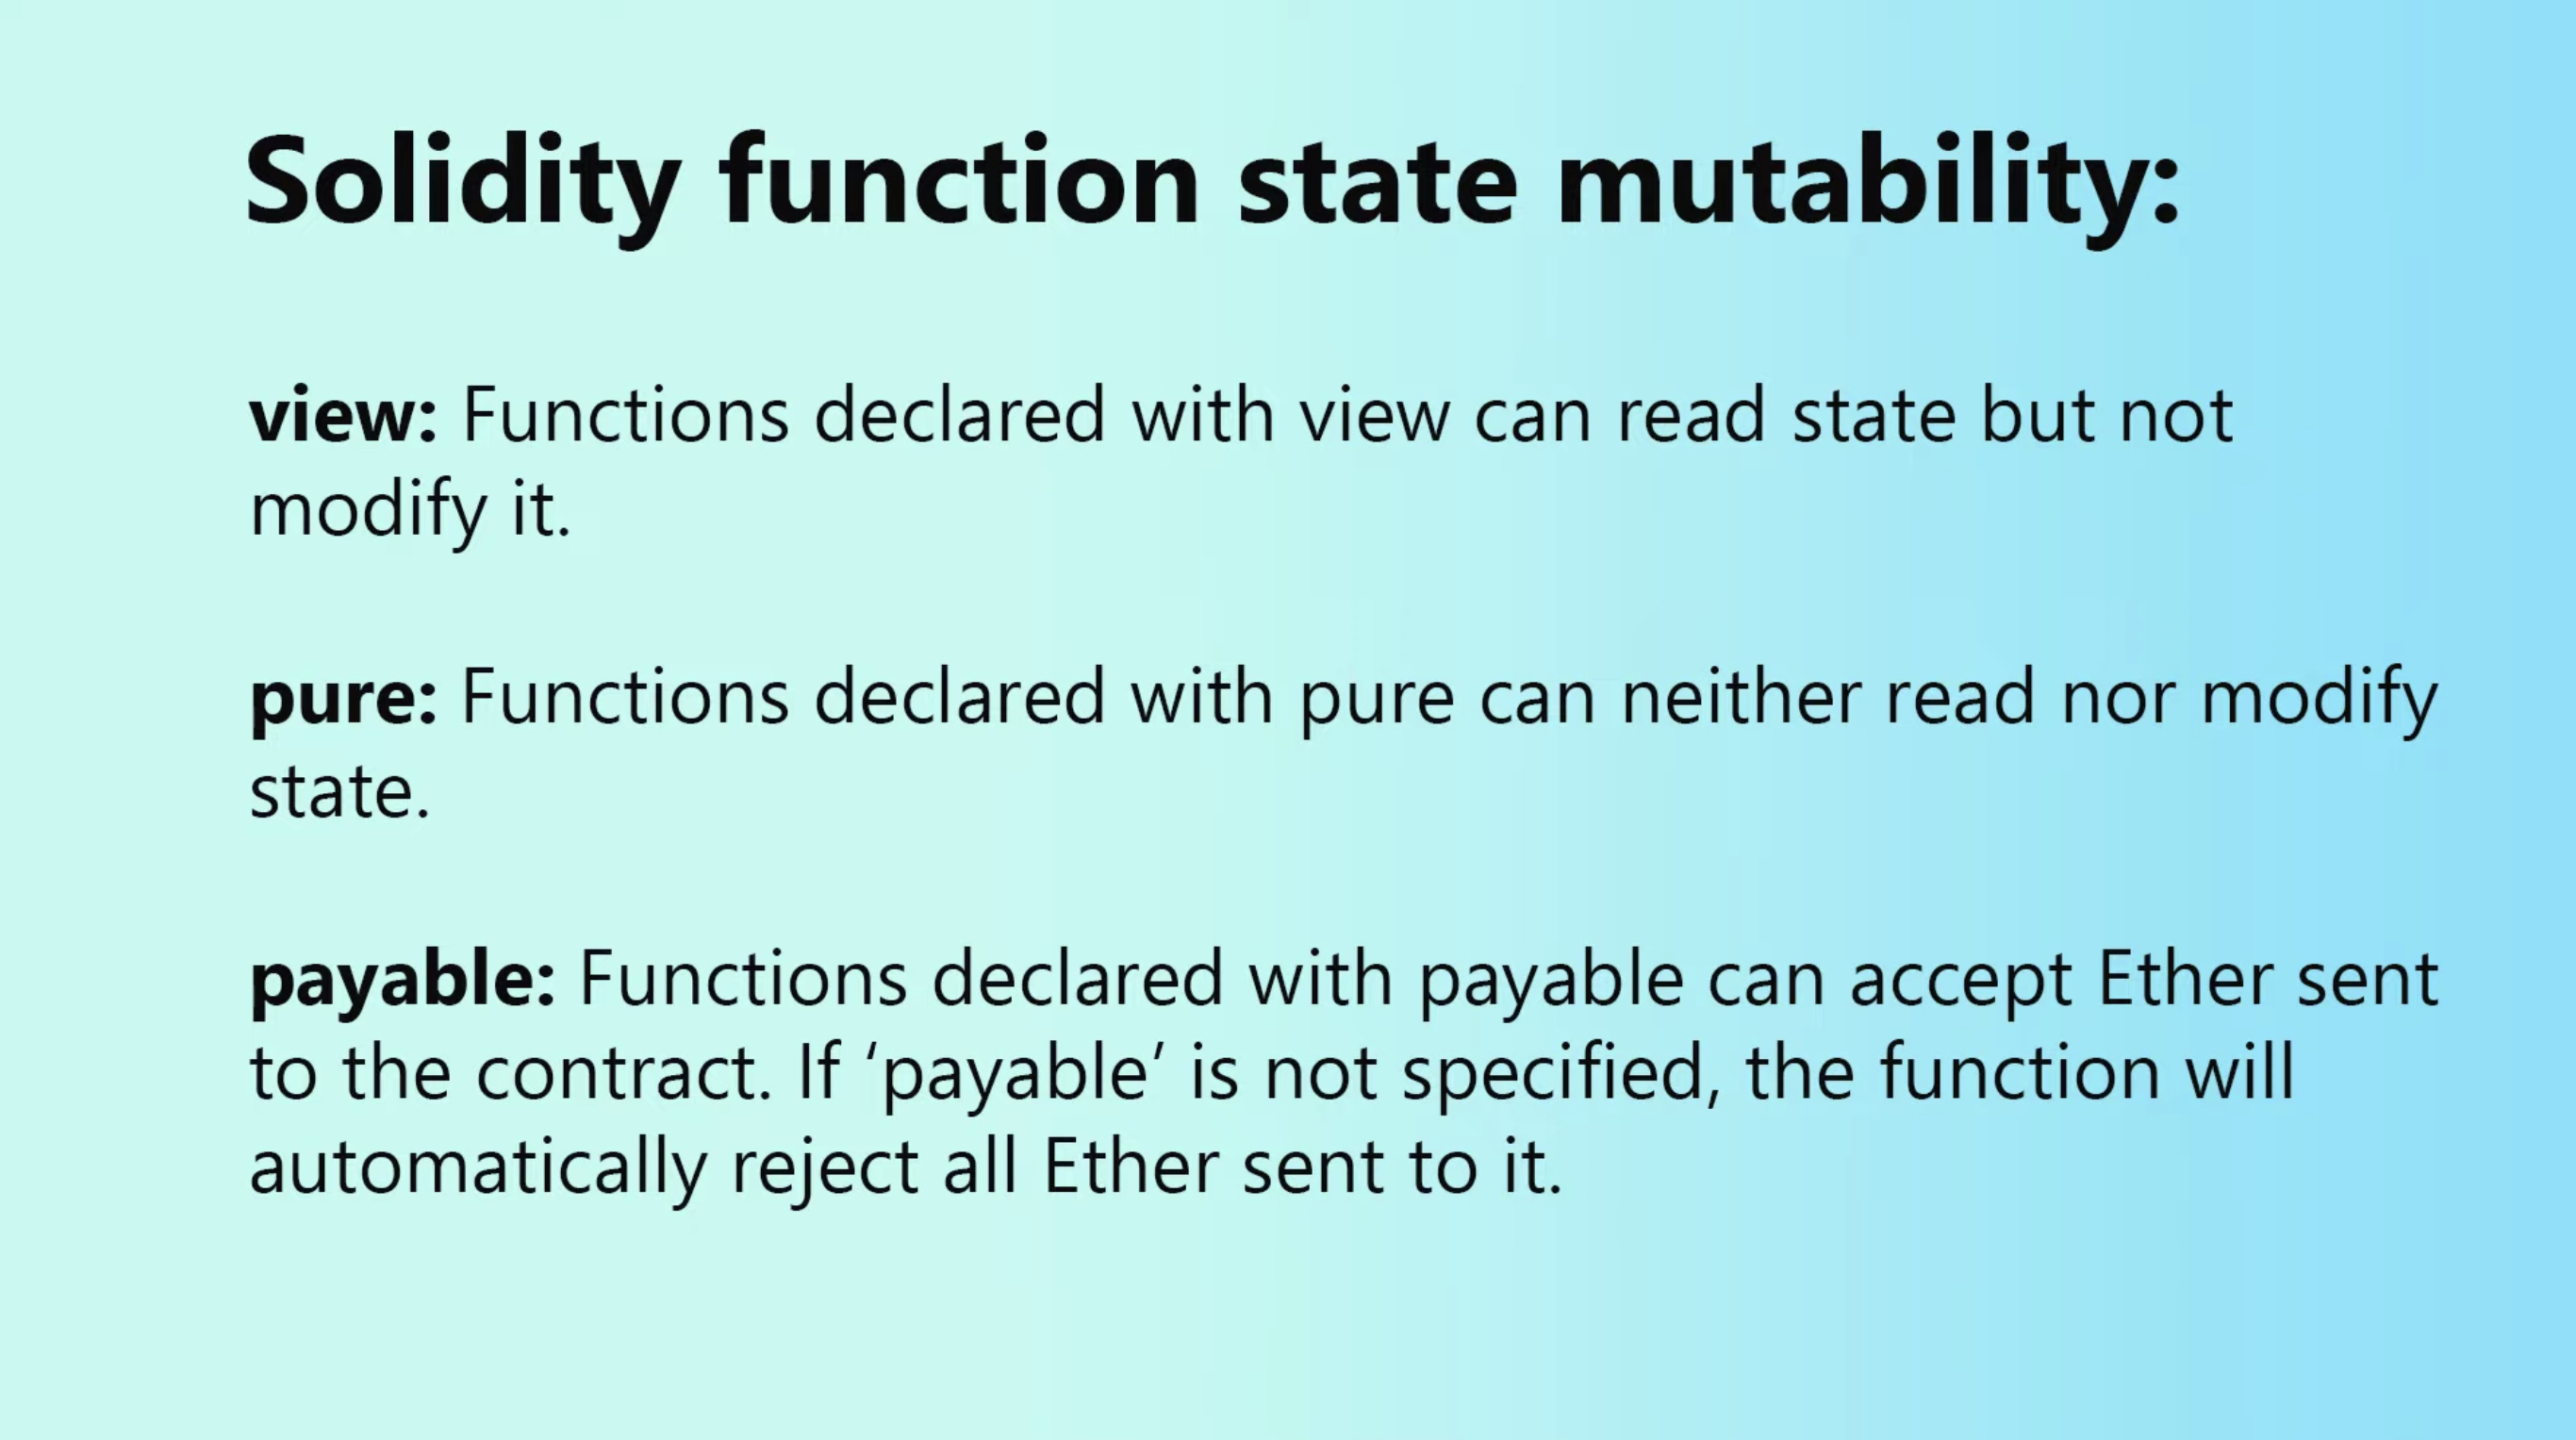 Solidity function state mutability:
view: Functions declared with view can read state but not
modify it.
pure: Functions declared with pure can neither read nor modify
state.
payable: Functions declared with payable can accept Ether sent
to the contract. If ‘payable’ is not specified, the function will
automatically reject all Ether sent to it.